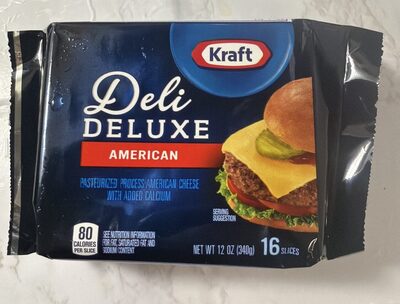 Kraft
Deli
DELUXE
AMERICAN
PASTEURIZED PROCESS AMERICAN CHEESE
WITH ADDED CALCIUM
SERVING
SUGGESTION
80
CALORIES
PER SLICE
SEE NUTRITION INFORMATION
FOR FAT, SATURATED FAT AND
SODIUM CONTENT
NET WT 12 OZ (340g) 16 SLICES